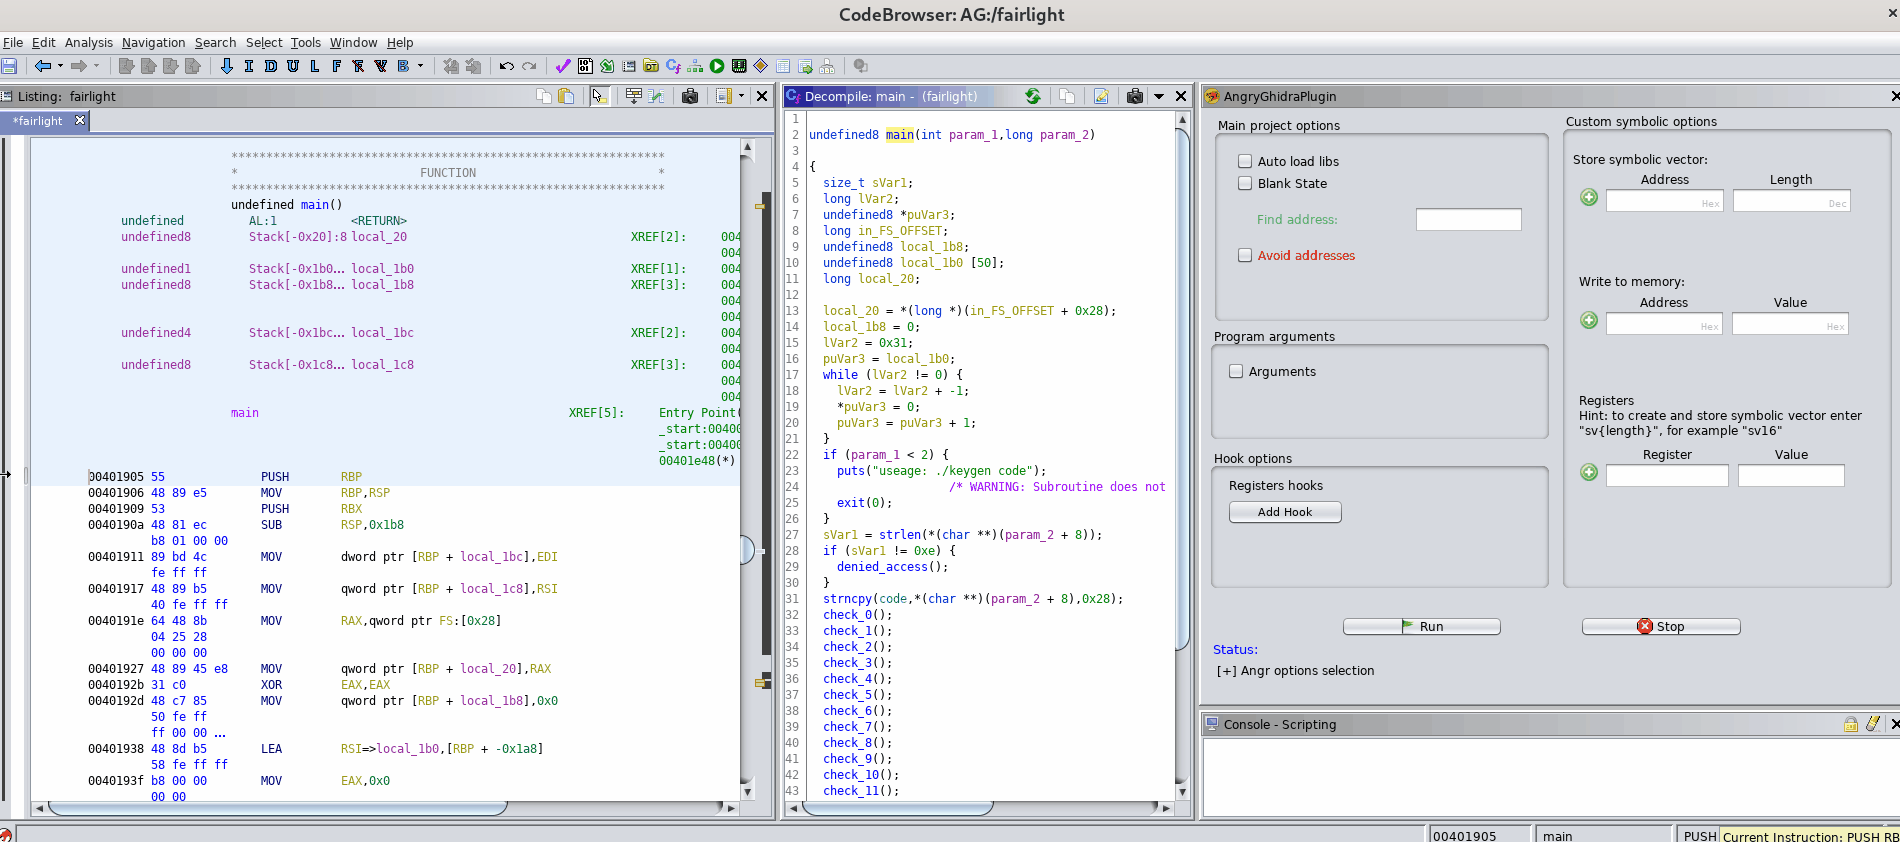 CodeBrowser: AG:/fairlight
File Edit Analysis Navigation Search Select Tools Window Help
I D U L F R V B
Listing: fairlight
*fairlight
************************************************************** 
* FUNCTION *
************************************************************** 
undefined main()
undefined AL:1 <RETURN>
undefined8 Stack[-0x20]:8 local_20 XREF[2]: 004
004
undefined1 Stack[-0x1b0... local_1b0 XREF[1]: 004
undefined8 Stack[-0x1b8... local_1b8 XREF[3]: 004
004
004
undefined4 Stack[-0x1bc... local_1bc XREF[2]: 004
004
undefined8 Stack[-0x1c8... local_1c8 XREF[3]: 004
004
004
main XREF[5]: Entry Point(
_start:00400
_start:00400
00401e48(*)
00401905 55 PUSH RBP
00401906 48 89 e5 MOV RBP,RSP
00401909 53 PUSH RBX
0040190a 48 81 ec SUB RSP,0x1b8
b8 01 00 00
00401911 89 bd 4c MOV dword ptr [RBP + local_1bc],EDI
fe ff ff
00401917 48 89 b5 MOV qword ptr [RBP + local_1c8],RSI
40 fe ff ff
0040191e 64 48 8b MOV RAX,qword ptr FS:[0x28]
04 25 28
00 00 00
00401927 48 89 45 e8 MOV qword ptr [RBP + local_20],RAX
0040192b 31 c0 XOR EAX,EAX
0040192d 48 c7 85 MOV qword ptr [RBP + local_1b8],0x0
50 fe ff
ff 00 00 ...
00401938 48 8d b5 LEA RSI=>local_1b0,[RBP + -0x1a8]
58 fe ff ff
0040193f b8 00 00 MOV EAX,0x0
00 00
Decompile: main - (fairlight)
1
2 undefined8 main(int param_1,long param_2)
3
4 {
5 size_t sVar1;
6 long lVar2;
7 undefined8 *puVar3;
8 long in_FS_OFFSET;
9 undefined8 local_1b8;
10 undefined8 local_1b0 [50];
11 long local_20;
12
13 local_20 = *(long *)(in_FS_OFFSET + 0x28);
14 local_1b8 = 0;
15 lVar2 = 0x31;
16 puVar3 = local_1b0;
17 while (lVar2 != 0) {
18 lVar2 = lVar2 + -1;
19 *puVar3 = 0;
20 puVar3 = puVar3 + 1;
21 }
22 if (param_1 < 2) {
23 puts("useage: ./keygen code");
24 /* WARNING: Subroutine does not
25 exit(0);
26 }
27 sVar1 = strlen(*(char **)(param_2 + 8));
28 if (sVar1 != 0xe) {
29 denied_access();
30 }
31 strncpy(code,*(char **)(param_2 + 8),0x28);
32 check_0();
33 check_1();
34 check_2();
35 check_3();
36 check_4();
37 check_5();
38 check_6();
39 check_7();
40 check_8();
41 check_9();
42 check_10();
43 check_11();
AngryGhidraPlugin
Main project options
Auto load libs
Blank State
Find address:
Avoid addresses
Program arguments
Arguments
Hook options
Registers hooks
Add Hook
Custom symbolic options
Store symbolic vector:
Address Length
Hex Dec
Write to memory:
Address Value
Hex Hex
Registers
Hint: to create and store symbolic vector enter
"sv{length}", for example "sv16"
Register Value
Run Stop
Status:
[+] Angr options selection
Console - Scripting
00401905 main PUSH Current Instruction: PUSH RB